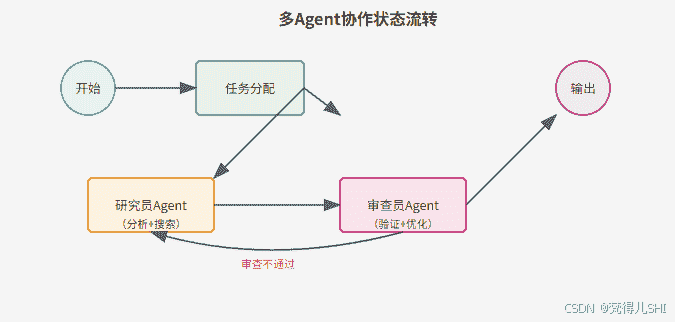 多Agent协作状态流转
开始
任务分配
输出
研究员Agent
(分析+搜索)
审查员Agent
(验证+优化)
审查不通过
CSDN @梵得儿SHI